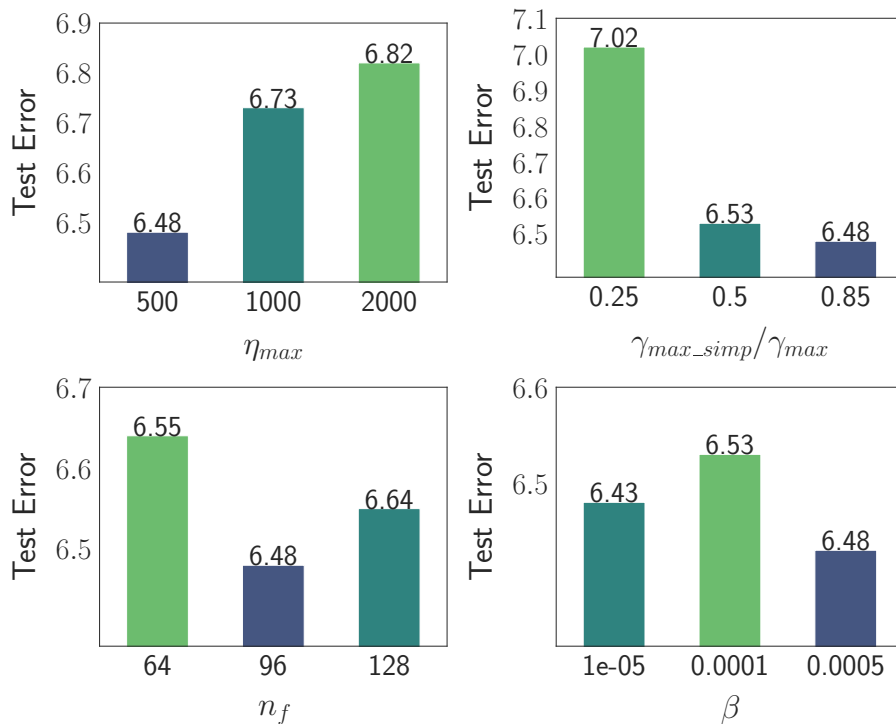 Test Error
6.9
6.8
6.7
6.6
6.5
6.48
6.73
6.82
500 1000 2000
η_max
Test Error
7.1
7.0
6.9
6.8
6.7
6.6
6.5
7.02
6.53
6.48
0.25 0.5 0.85
γ_max_simp/γ_max
Test Error
6.7
6.6
6.5
6.55
6.48
6.64
64 96 128
n_f
Test Error
6.6
6.5
6.43
6.53
6.48
1e-05 0.0001 0.0005
β